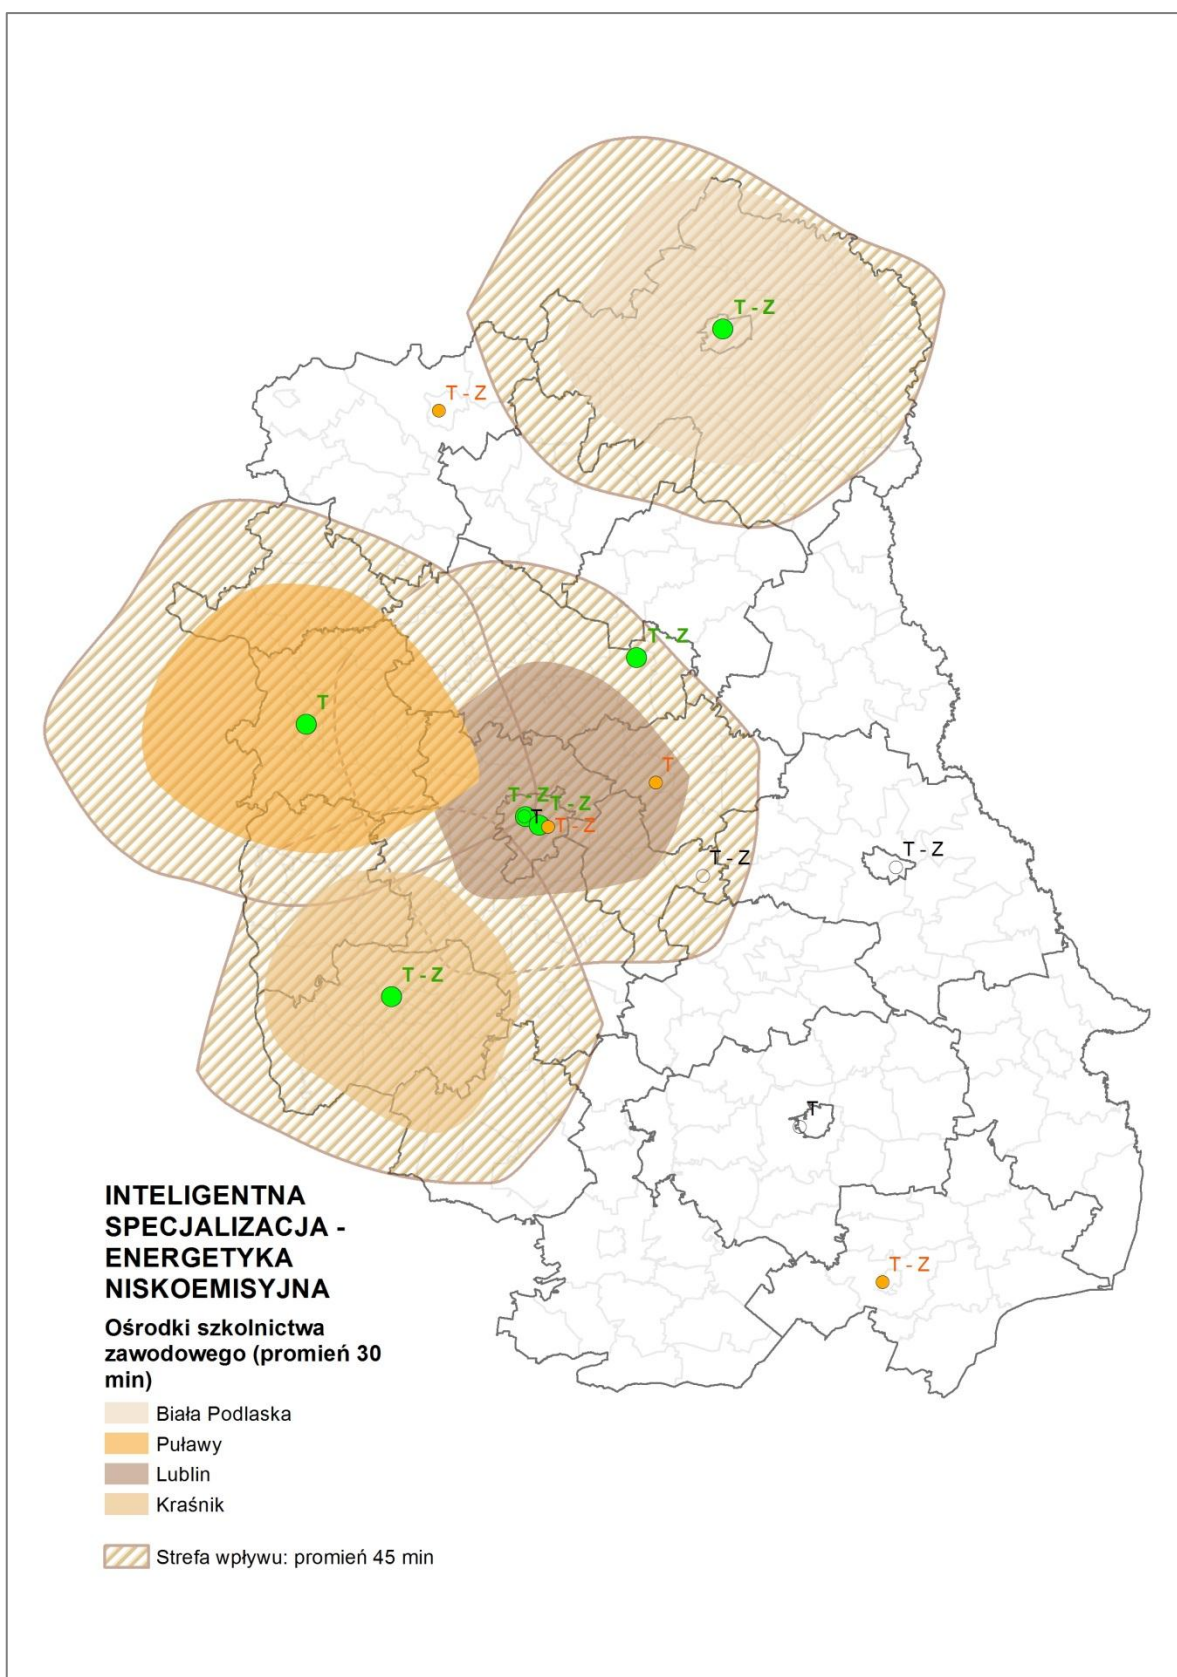 T - Z
T - Z
T - Z
T
T
T - Z
T - Z
T
T - Z
T - Z
T - Z
T - Z
T
T - Z
INTELIGENTNA
SPECJALIZACJA -
ENERGETYKA
NISKOEMISYJNA
Ośrodki szkolnictwa
zawodowego (promień 30
min)
Biała Podlaska
Puławy
Lublin
Kraśnik
Strefa wpływu: promień 45 min